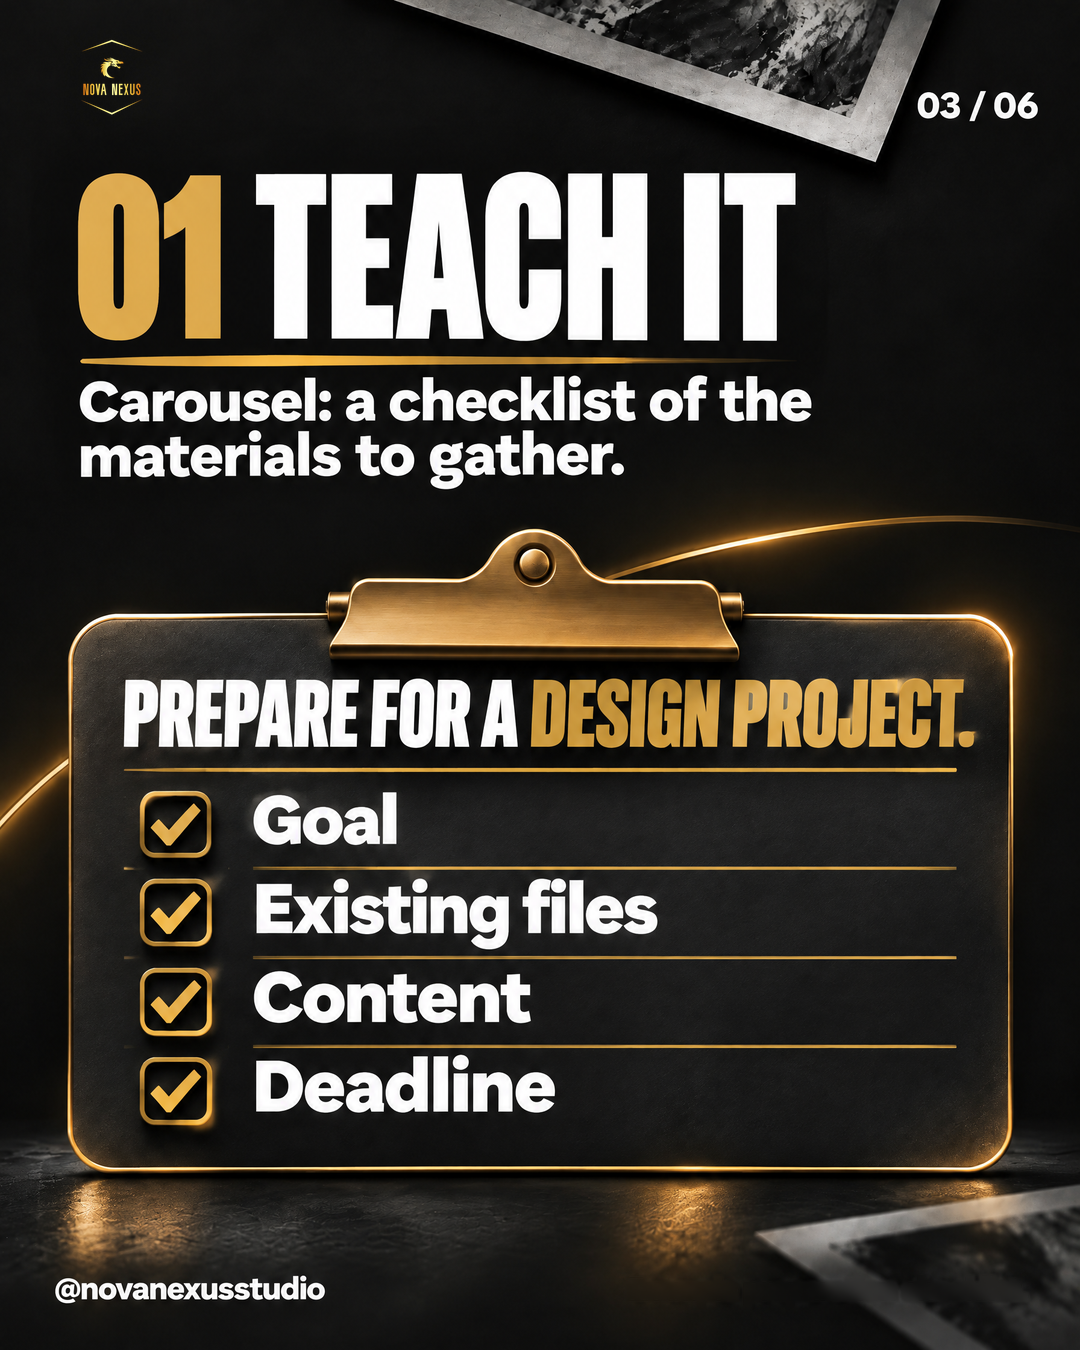 NOVA NEXUS
03 / 06
01 TEACH IT
Carousel: a checklist of the
materials to gather.
PREPARE FOR A DESIGN PROJECT.
Goal
Existing files
Content
Deadline
@novanexusstudio